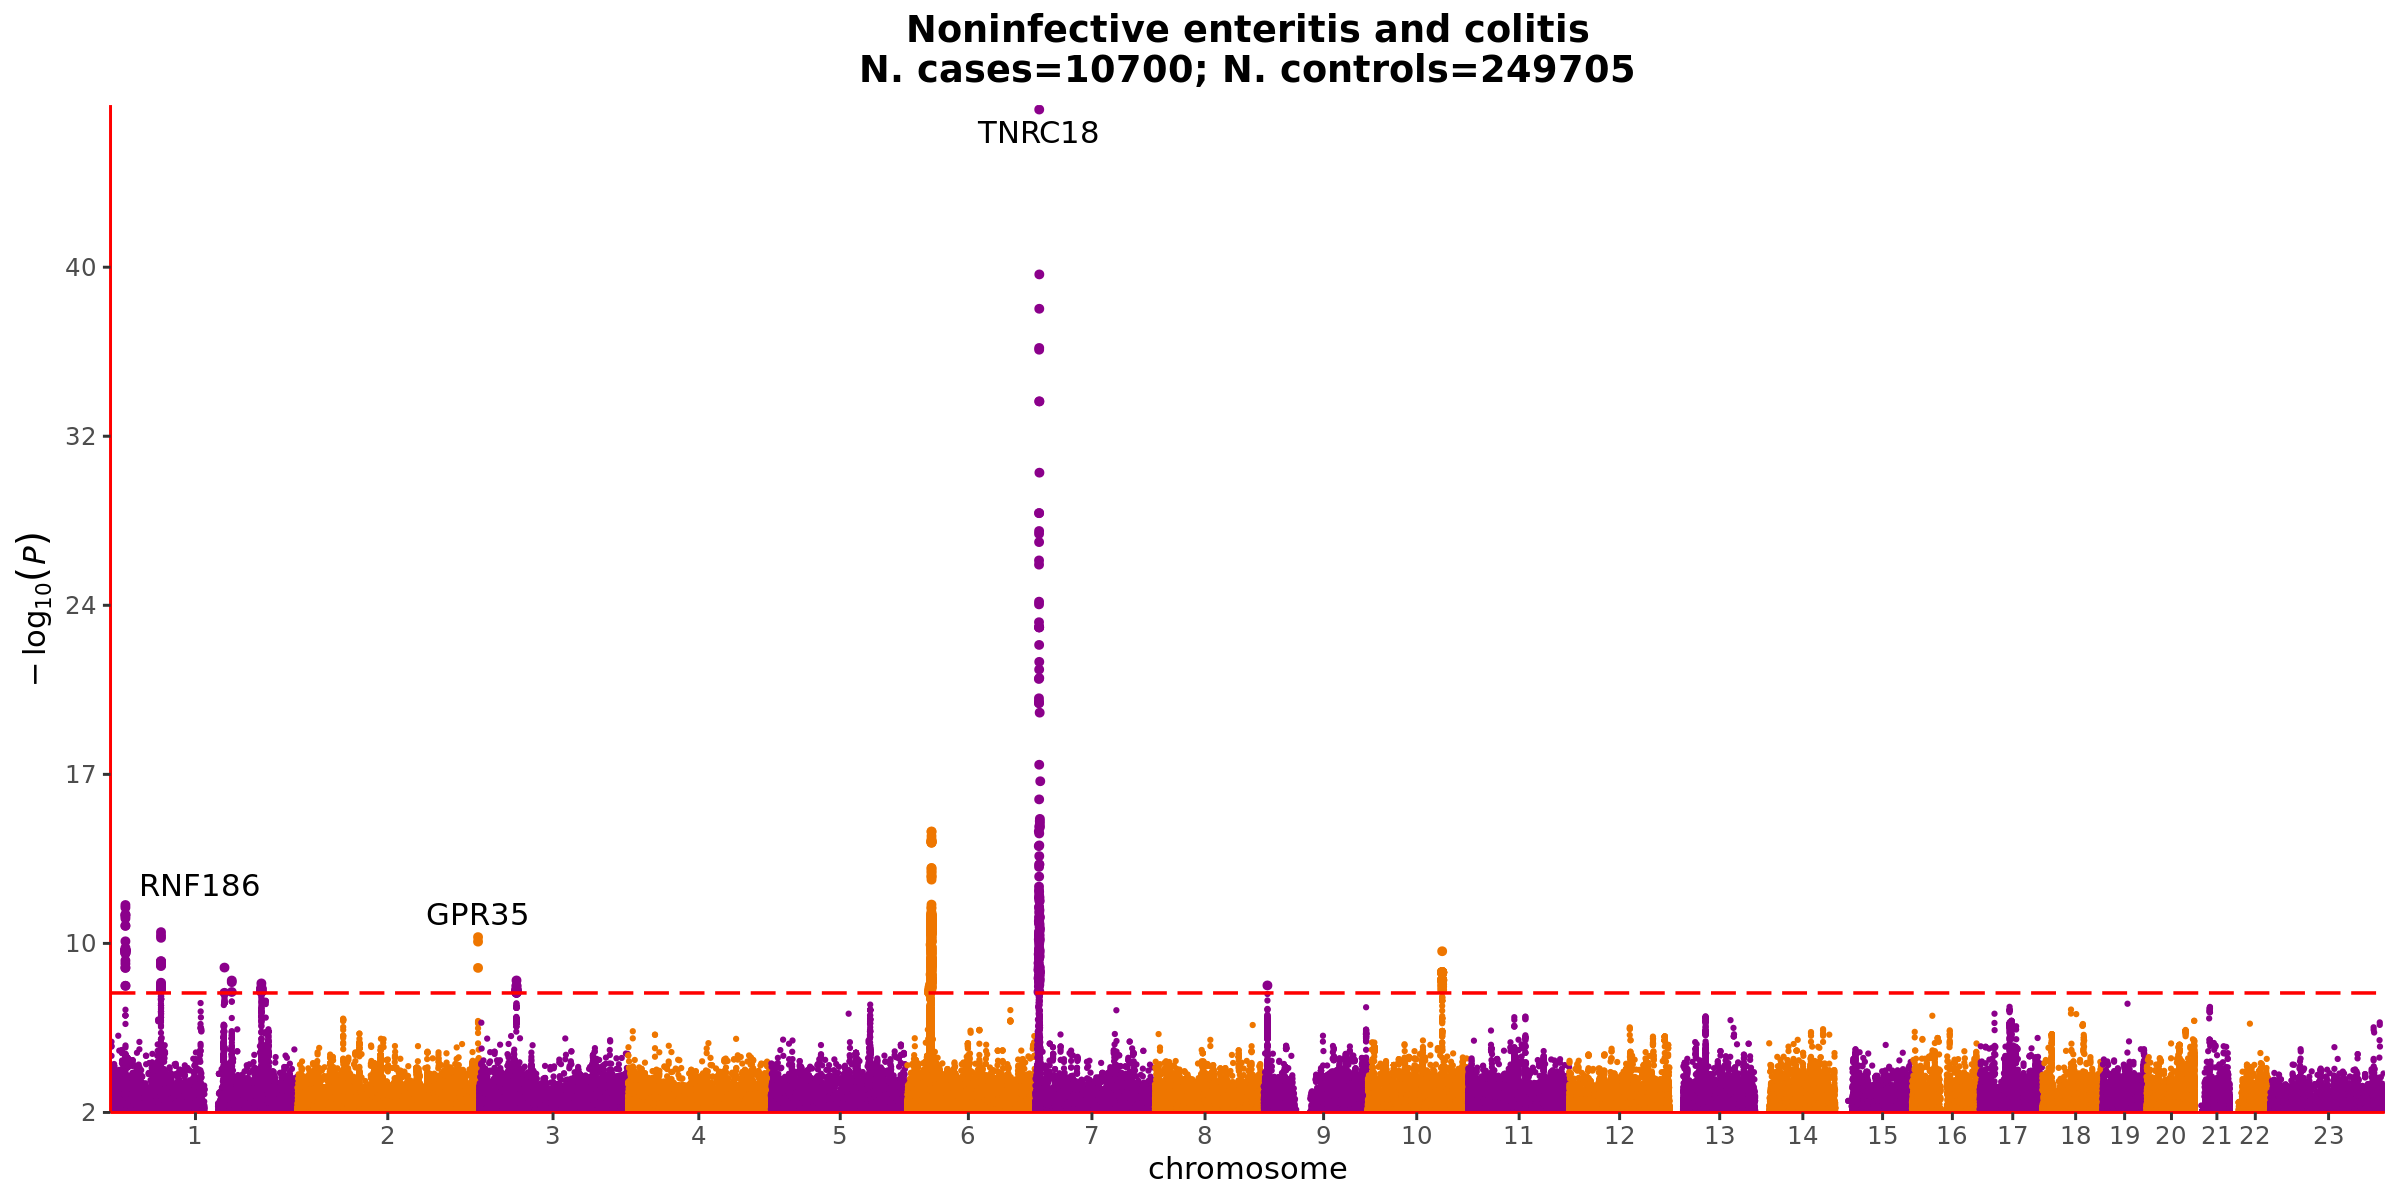 Noninfective enteritis and colitis
N. cases=10700; N. controls=249705
TNRC18
RNF186
GPR35
−log10(P)
40
32
24
17
10
2
1 2 3 4 5 6 7 8 9 10 11 12 13 14 15 16 17 18 19 20 21 22 23
chromosome